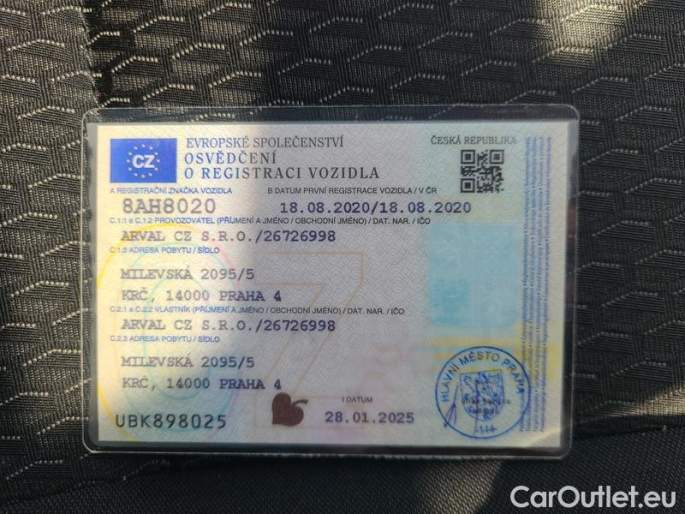 EVROPSKÉ SPOLEČENSTVÍ
ČESKÁ REPUBLIKA
CZ
OSVĚDČENÍ
O REGISTRACI VOZIDLA
A REGISTRAČNÍ ZNAČKA VOZIDLA
B DATUM PRVNÍ REGISTRACE VOZIDLA / V ČR
8AH8020
18.08.2020/18.08.2020
C.1.1 a C.1.2 PROVOZOVATEL (PŘÍJMENÍ A JMÉNO / OBCHODNÍ JMÉNO) / DAT. NAR. / IČO
ARVAL CZ S.R.O./26726998
C.1.3 ADRESA POBYTU / SÍDLO
MILEVSKÁ 2095/5
KRČ, 14000 PRAHA 4
C.2.1 a C.2.2 VLASTNÍK (PŘÍJMENÍ A JMÉNO / OBCHODNÍ JMÉNO) / DAT. NAR. / IČO
ARVAL CZ S.R.O./26726998
C.2.3 ADRESA POBYTU / SÍDLO
MILEVSKÁ 2095/5
KRČ, 14000 PRAHA 4
I DATUM
UBK898025
28.01.2025
HLAVNÍ MĚSTO PRAHA
114
CarOutlet.eu